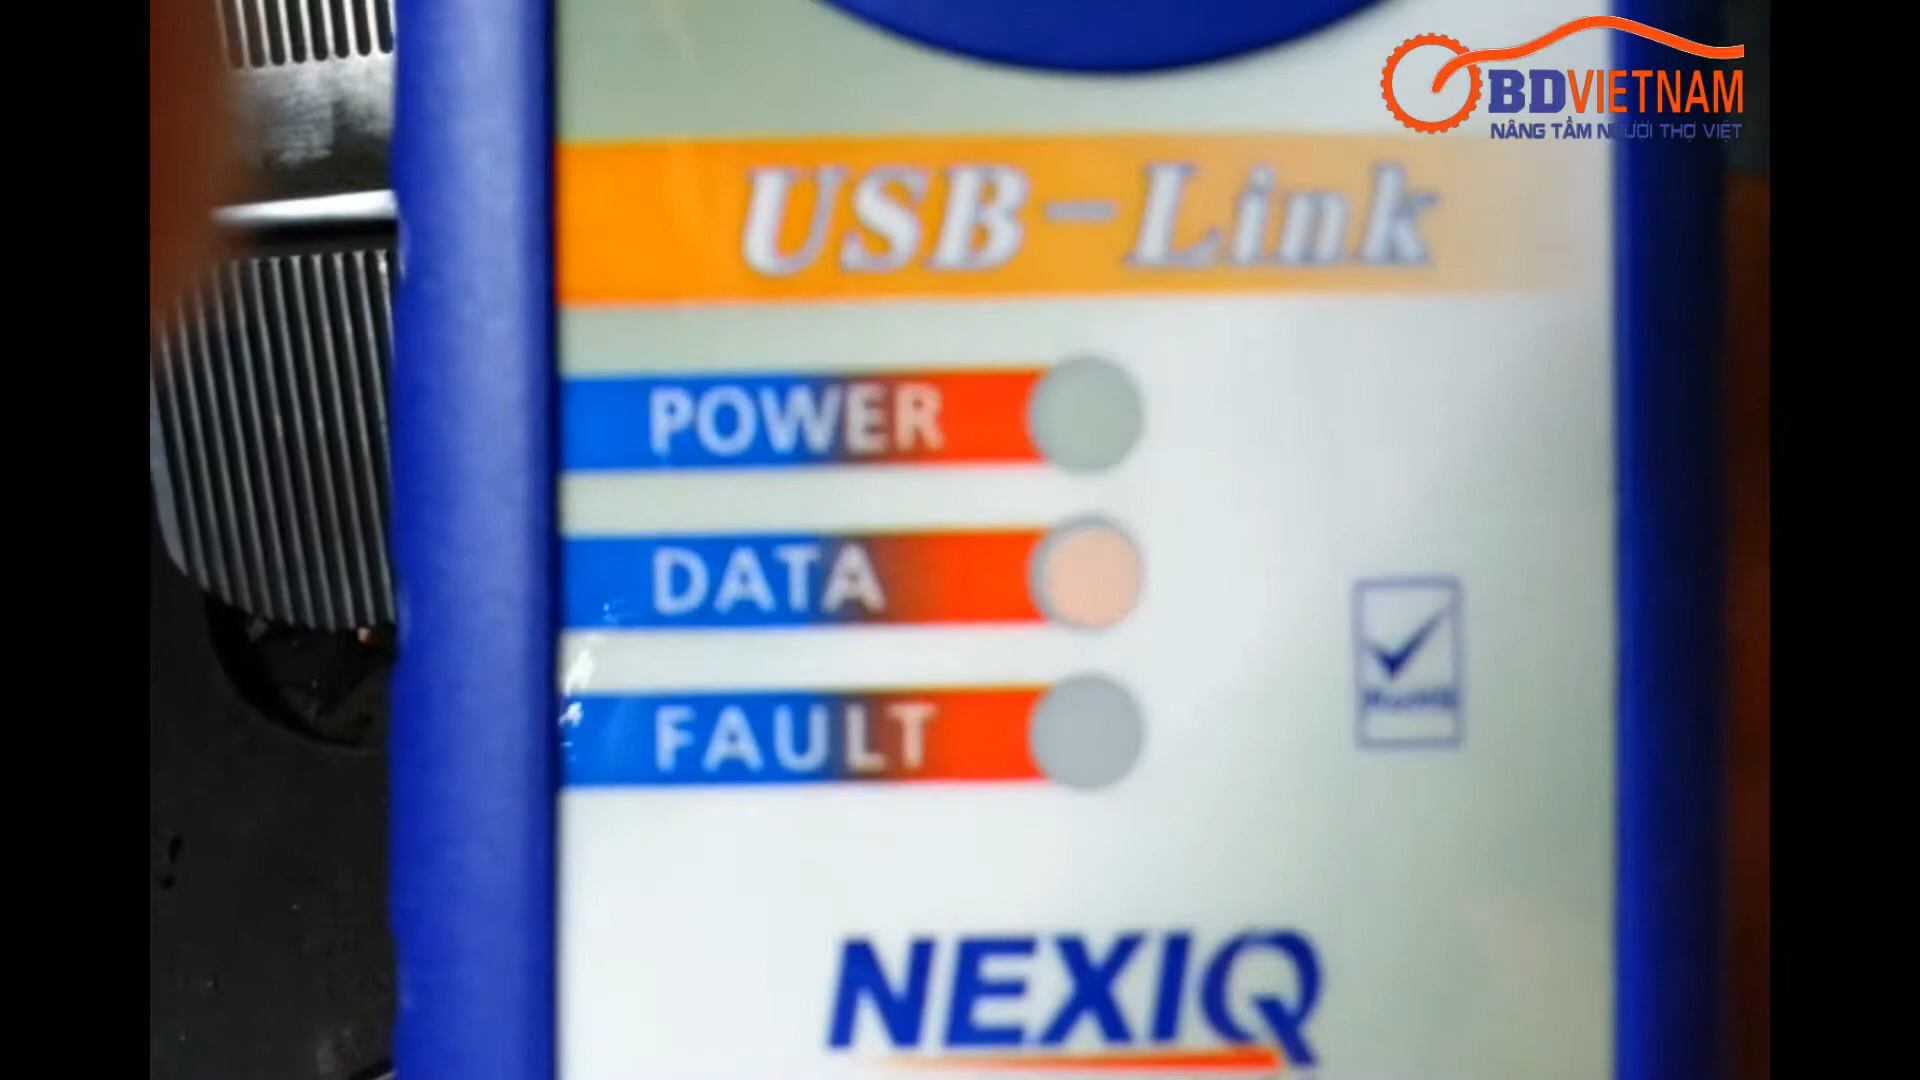 OBDVIETNAM
NÂNG TẦM NGƯỜI THỢ VIỆT
USB-Link
POWER
DATA
FAULT
NEXIQ